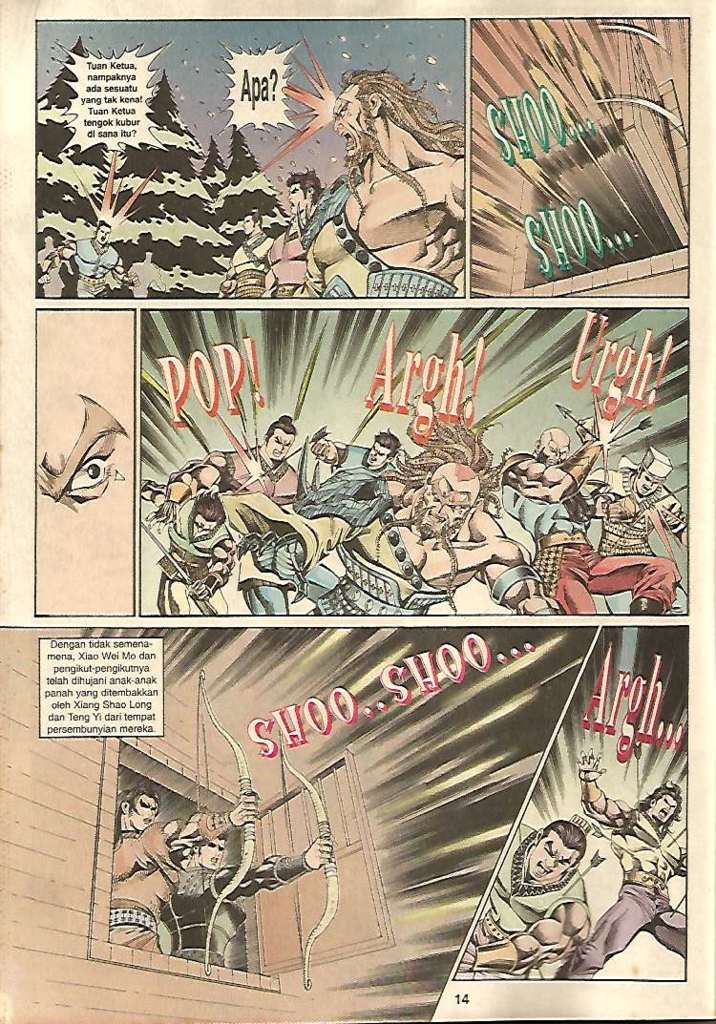 Tuan Ketua,
nampaknya
ada sesuatu
yang tak kena!
Tuan Ketua
tengok kubur
di sana itu?
Apa?
SHOO...
SHOO...
POP!
Argh!
Urgh!
Dengan tidak semena-
mena, Xiao Wei Mo dan
pengikut-pengikutnya
telah dihujani anak-anak
panah yang ditembakkan
oleh Xiang Shao Long
dan Teng Yi dari tempat
persembunyian mereka.
SHOO..SHOO...
Argh...
14